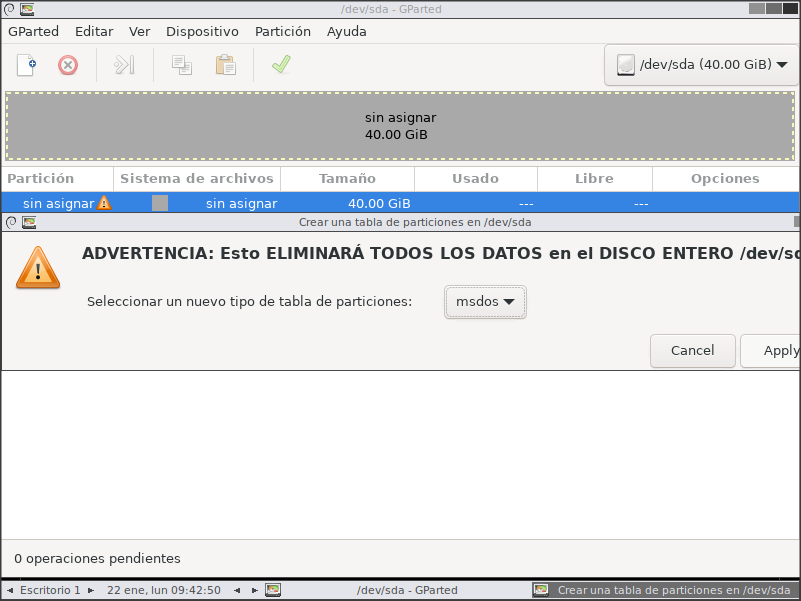 /dev/sda - GParted
GParted Editar Ver Dispositivo Partición Ayuda
/dev/sda (40.00 GiB)
sin asignar
40.00 GiB
Partición Sistema de archivos Tamaño Usado Libre Opciones
sin asignar sin asignar 40.00 GiB --- ---
Crear una tabla de particiones en /dev/sda
ADVERTENCIA: Esto ELIMINARÁ TODOS LOS DATOS en el DISCO ENTERO /dev/sd
Seleccionar un nuevo tipo de tabla de particiones: msdos
Cancel Apply
0 operaciones pendientes
Escritorio 1 22 ene, lun 09:42:50 /dev/sda - GParted Crear una tabla de particiones en /dev/sda